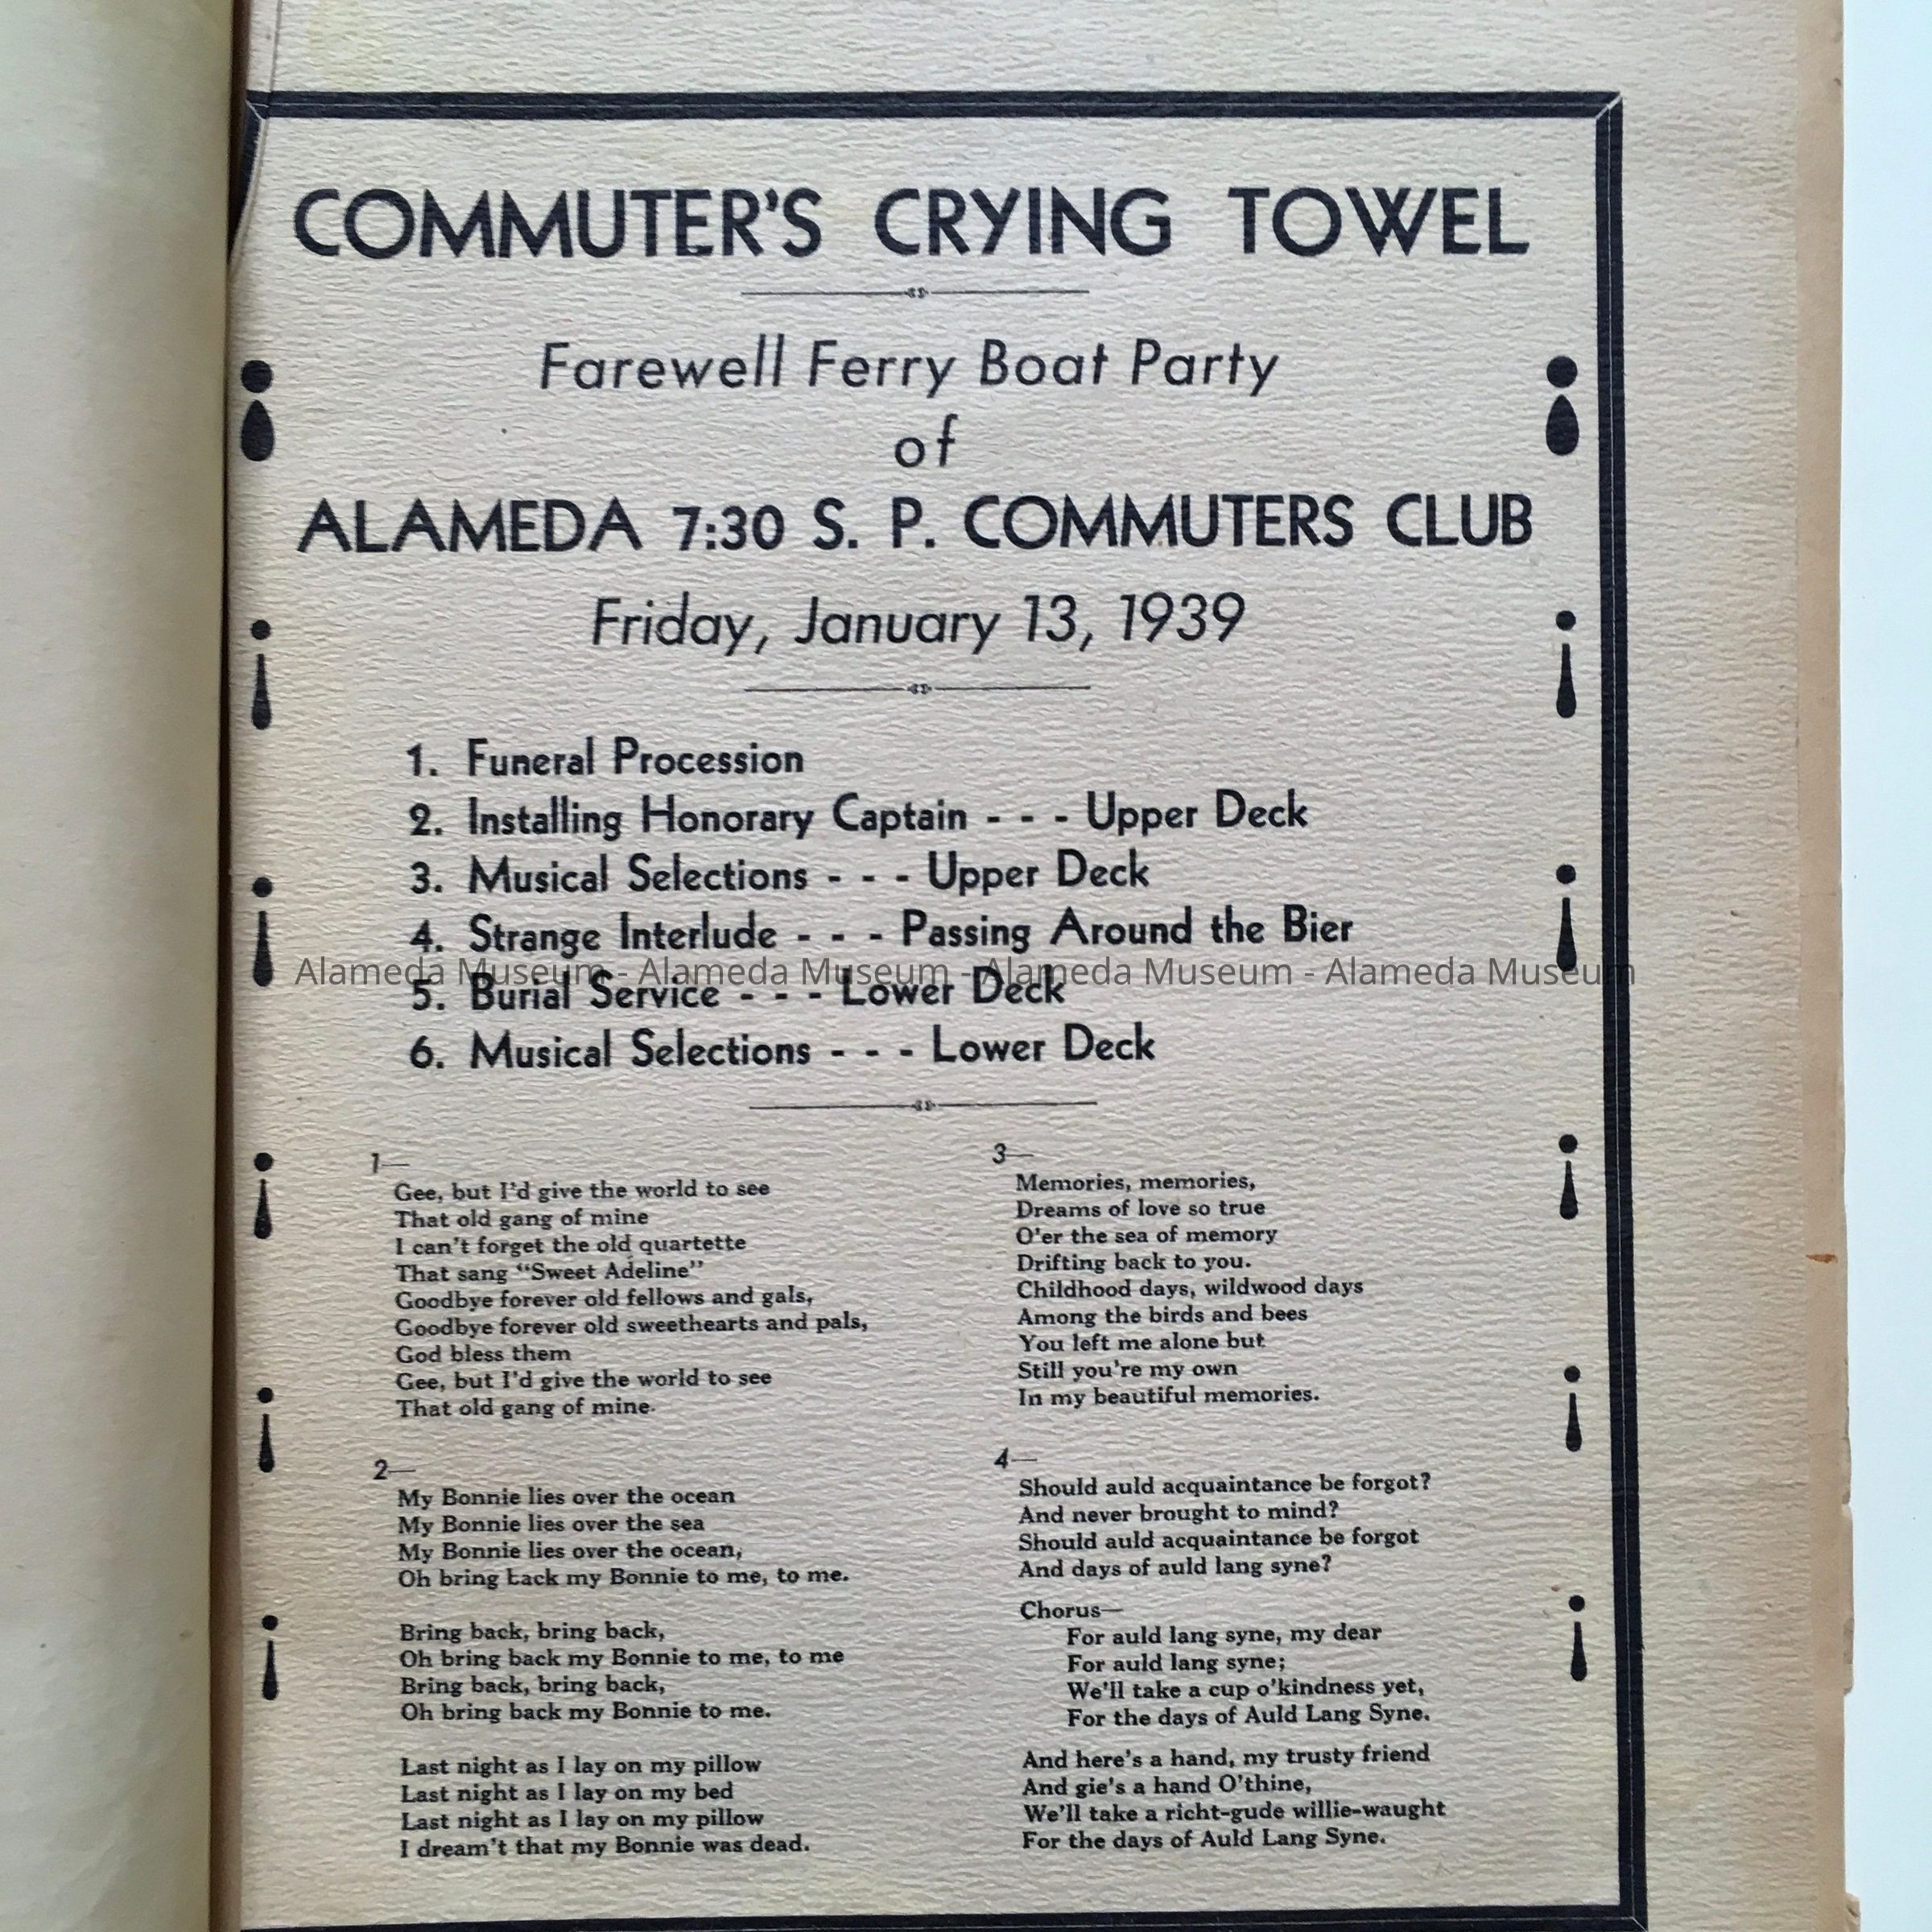 COMMUTER'S CRYING TOWEL
Farewell Ferry Boat Party
of
ALAMEDA 7:30 S. P. COMMUTERS CLUB
Friday, January 13, 1939
1. Funeral Procession
2. Installing Honorary Captain - - - Upper Deck
3. Musical Selections - - - Upper Deck
4. Strange Interlude - - - Passing Around the Bier
Alameda Museum - Alameda Museum - Alameda Museum - Alameda Museum
5. Burial Service - - - Lower Deck
6. Musical Selections - - - Lower Deck
1—
Gee, but I'd give the world to see
That old gang of mine
I can't forget the old quartette
That sang "Sweet Adeline"
Goodbye forever old fellows and gals,
Goodbye forever old sweethearts and pals,
God bless them
Gee, but I'd give the world to see
That old gang of mine.
2—
My Bonnie lies over the ocean
My Bonnie lies over the sea
My Bonnie lies over the ocean,
Oh bring back my Bonnie to me, to me.
Bring back, bring back,
Oh bring back my Bonnie to me, to me
Bring back, bring back,
Oh bring back my Bonnie to me.
Last night as I lay on my pillow
Last night as I lay on my bed
Last night as I lay on my pillow
I dream't that my Bonnie was dead.
3—
Memories, memories,
Dreams of love so true
O'er the sea of memory
Drifting back to you.
Childhood days, wildwood days
Among the birds and bees
You left me alone but
Still you're my own
In my beautiful memories.
4—
Should auld acquaintance be forgot?
And never brought to mind?
Should auld acquaintance be forgot
And days of auld lang syne?
Chorus—
For auld lang syne, my dear
For auld lang syne;
We'll take a cup o'kindness yet,
For the days of Auld Lang Syne.
And here's a hand, my trusty friend
And gie's a hand O'thine,
We'll take a richt-gude willie-waught
For the days of Auld Lang Syne.